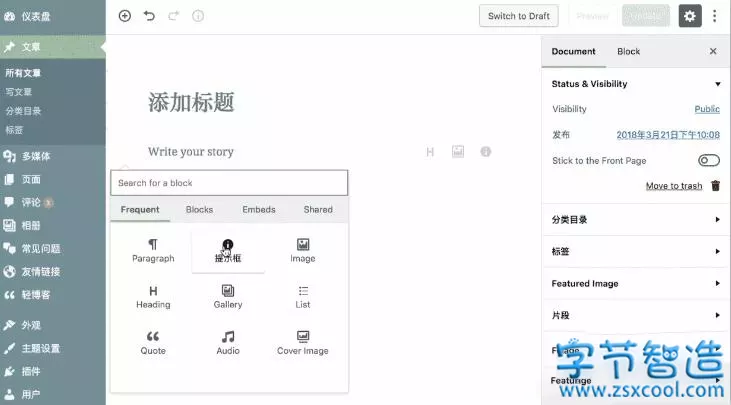 仪表盘
Switch to Draft
Preview
Update
文章
所有文章
写文章
分类目录
标签
多媒体
页面
评论 3
相册
常见问题
友情链接
轻博客
外观
主题设置
插件
用户
添加标题
Write your story
H
Search for a block
Frequent Blocks Embeds Shared
Paragraph 提示框 Image
H
Heading Gallery List
Quote Audio Cover Image
Document Block
Status & Visibility
Visibility Public
发布 2018年3月21日下午10:08
Stick to the Front Page
Move to trash
分类目录
标签
Featured Image
片段
字节智造
www.zsxcool.com